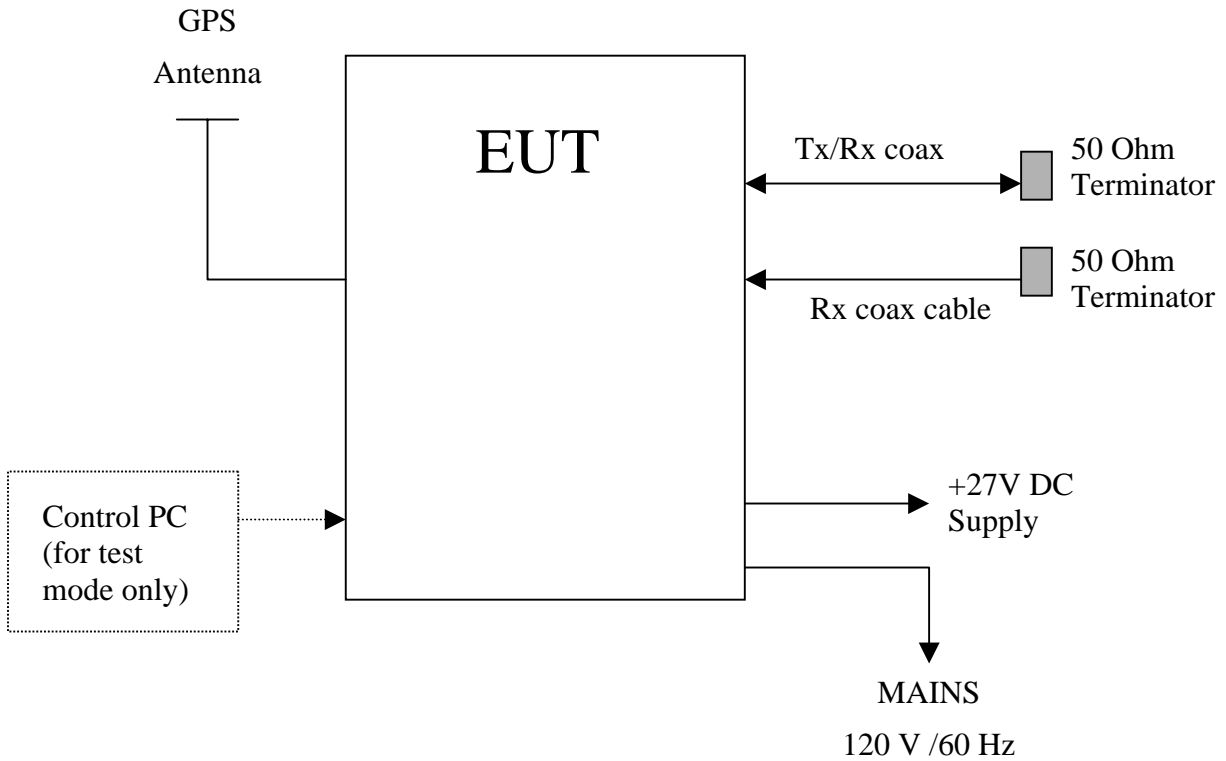 GPS
Antenna
EUT
Tx/Rx coax
50 Ohm
Terminator
Rx coax cable
50 Ohm
Terminator
Control PC
(for test
mode only)
+27V DC
Supply
MAINS
120 V /60 Hz